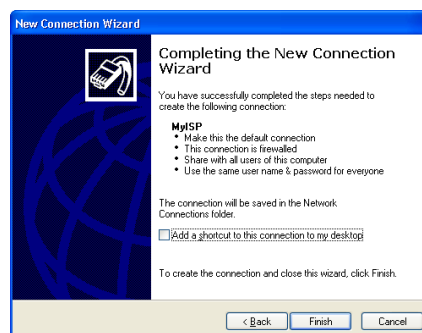 New Connection Wizard
Completing the New Connection
Wizard
You have successfully completed the steps needed to
create the following connection:
MyISP
• Make this the default connection
• This connection is firewalled
• Share with all users of this computer
• Use the same user name & password for everyone
The connection will be saved in the Network
Connections folder.
Add a shortcut to this connection to my desktop
To create the connection and close this wizard, click Finish.
< Back Finish Cancel